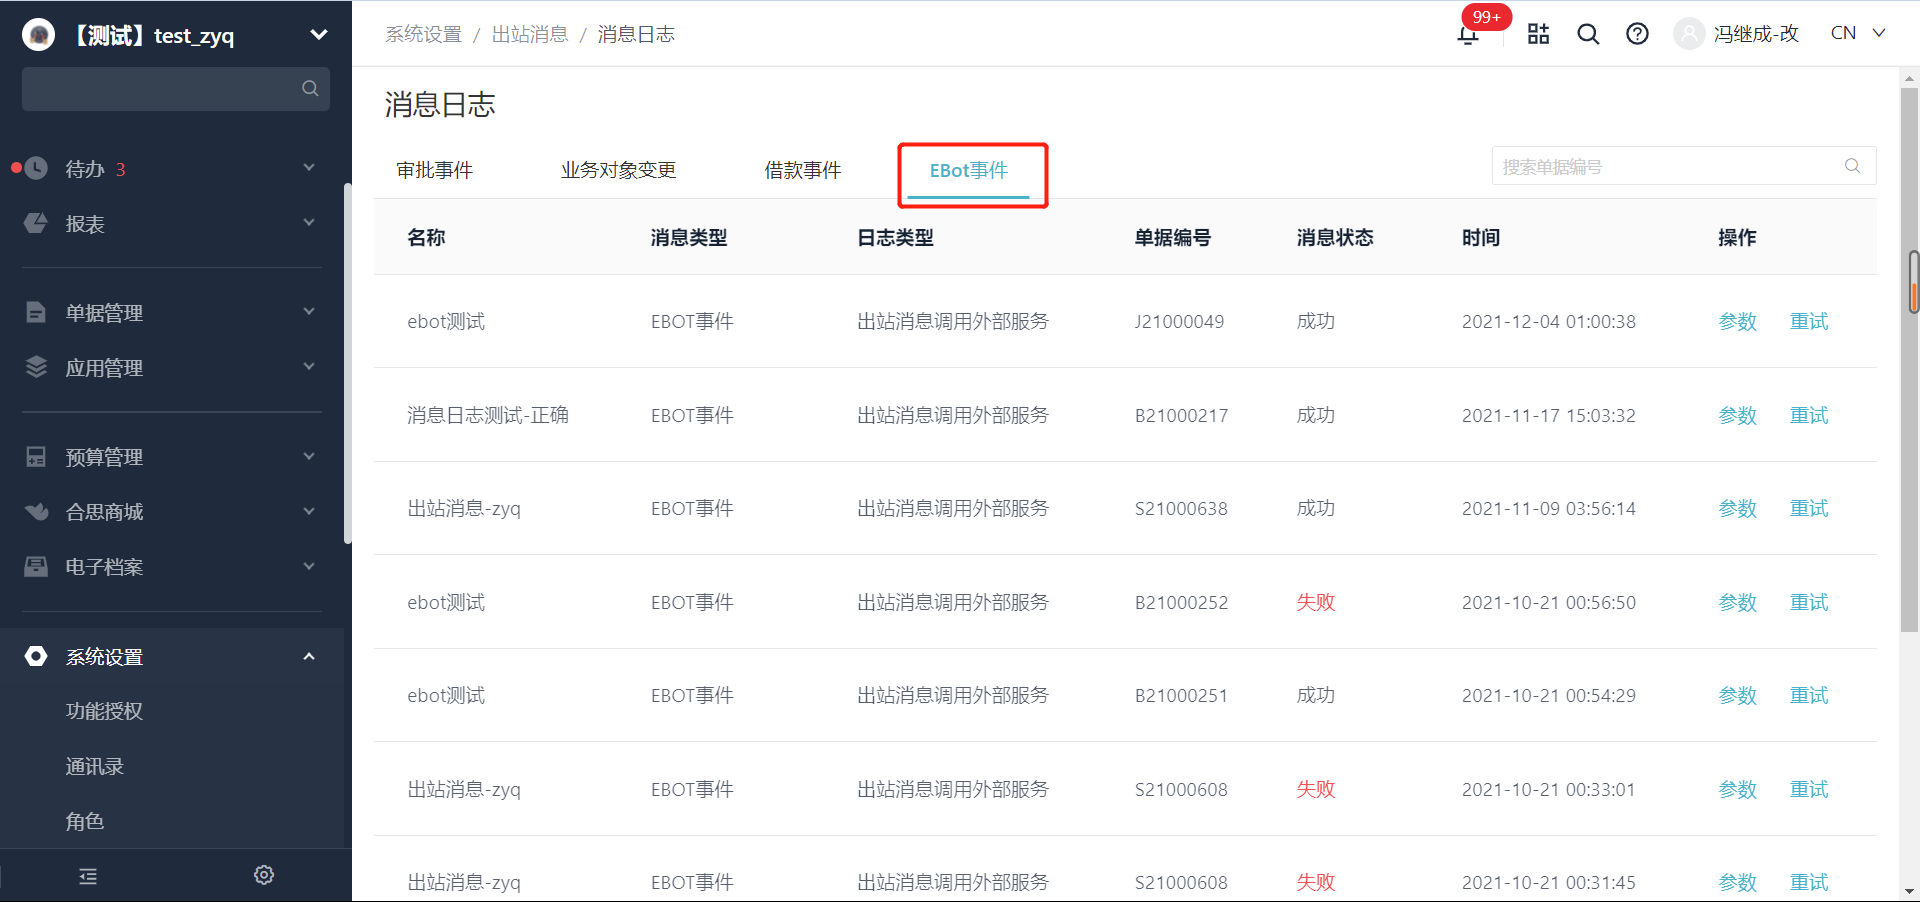 【测试】test_zyq
待办 3
报表
单据管理
应用管理
预算管理
合思商城
电子档案
系统设置
功能授权
通讯录
角色
系统设置 / 出站消息 / 消息日志
99+
冯继成-改
CN
消息日志
审批事件 业务对象变更 借款事件 EBot事件
搜索单据编号
名称 消息类型 日志类型 单据编号 消息状态 时间 操作
ebot测试 EBOT事件 出站消息调用外部服务 J21000049 成功 2021-12-04 01:00:38 参数 重试
消息日志测试-正确 EBOT事件 出站消息调用外部服务 B21000217 成功 2021-11-17 15:03:32 参数 重试
出站消息-zyq EBOT事件 出站消息调用外部服务 S21000638 成功 2021-11-09 03:56:14 参数 重试
ebot测试 EBOT事件 出站消息调用外部服务 B21000252 失败 2021-10-21 00:56:50 参数 重试
ebot测试 EBOT事件 出站消息调用外部服务 B21000251 成功 2021-10-21 00:54:29 参数 重试
出站消息-zyq EBOT事件 出站消息调用外部服务 S21000608 失败 2021-10-21 00:33:01 参数 重试
出站消息-zyq EBOT事件 出站消息调用外部服务 S21000608 失败 2021-10-21 00:31:45 参数 重试